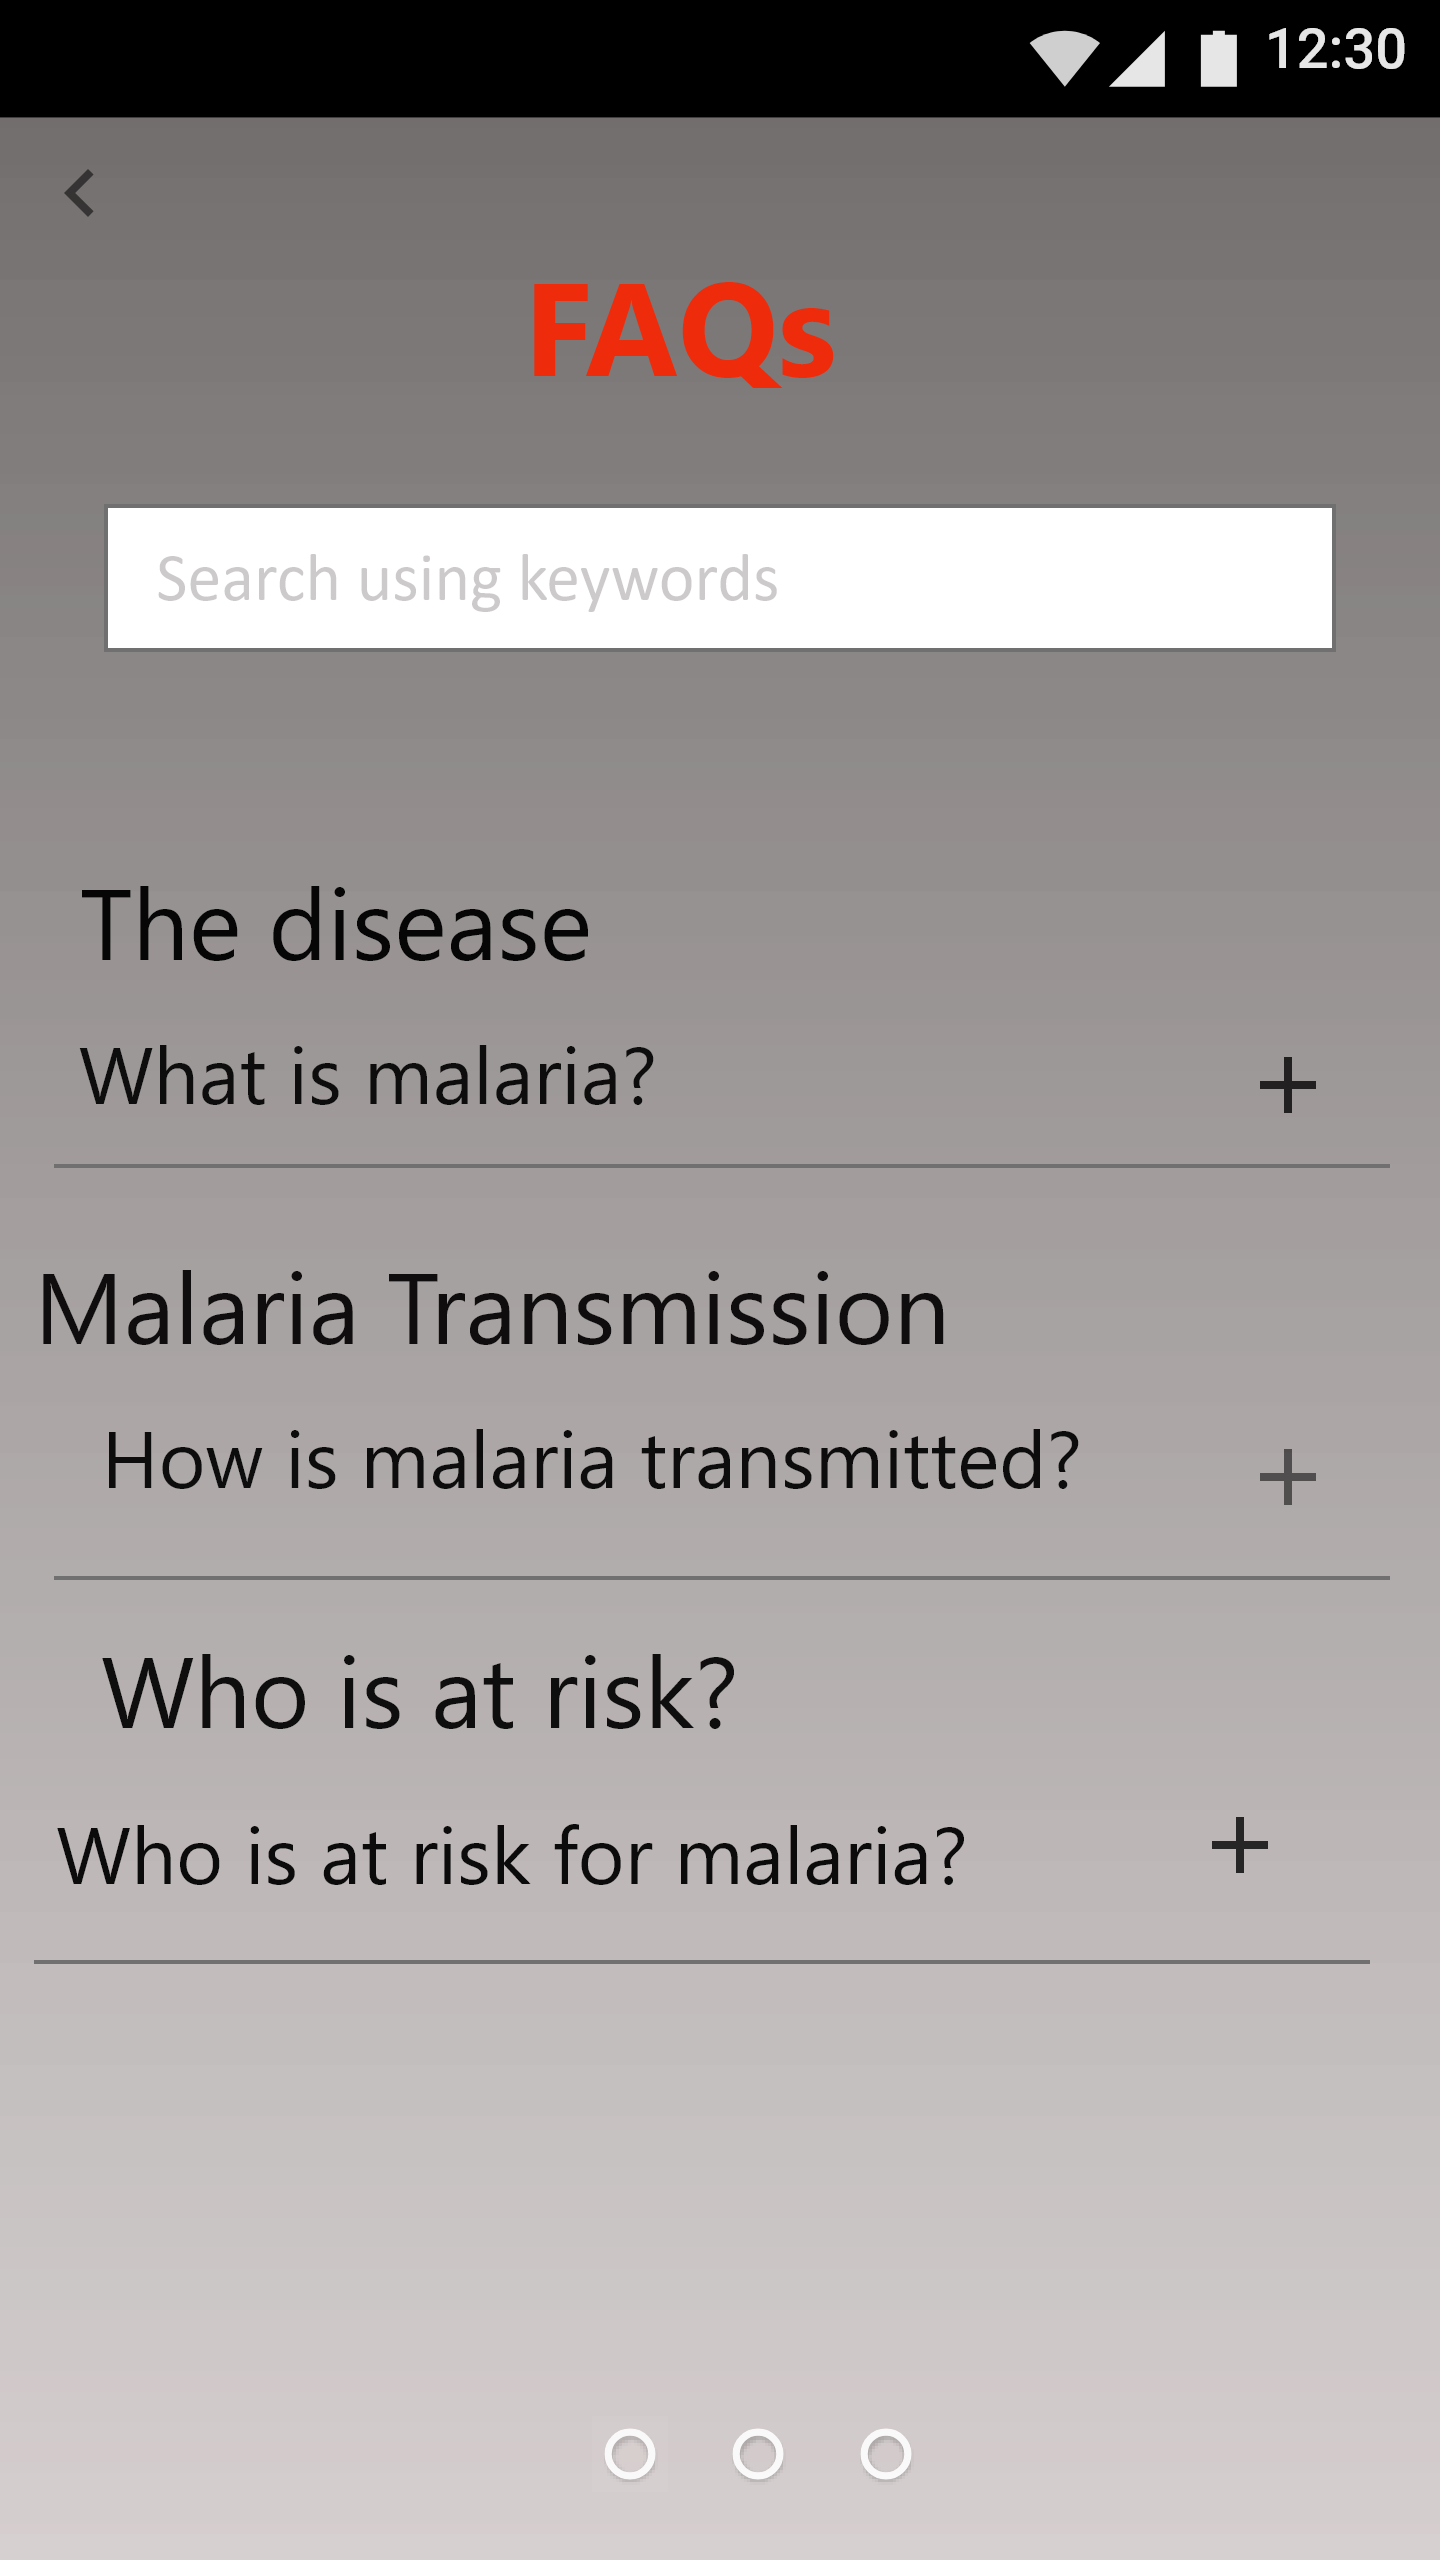 12:30
FAQs
Search using keywords
The disease
What is malaria?
Malaria Transmission
How is malaria transmitted?
Who is at risk?
Who is at risk for malaria?